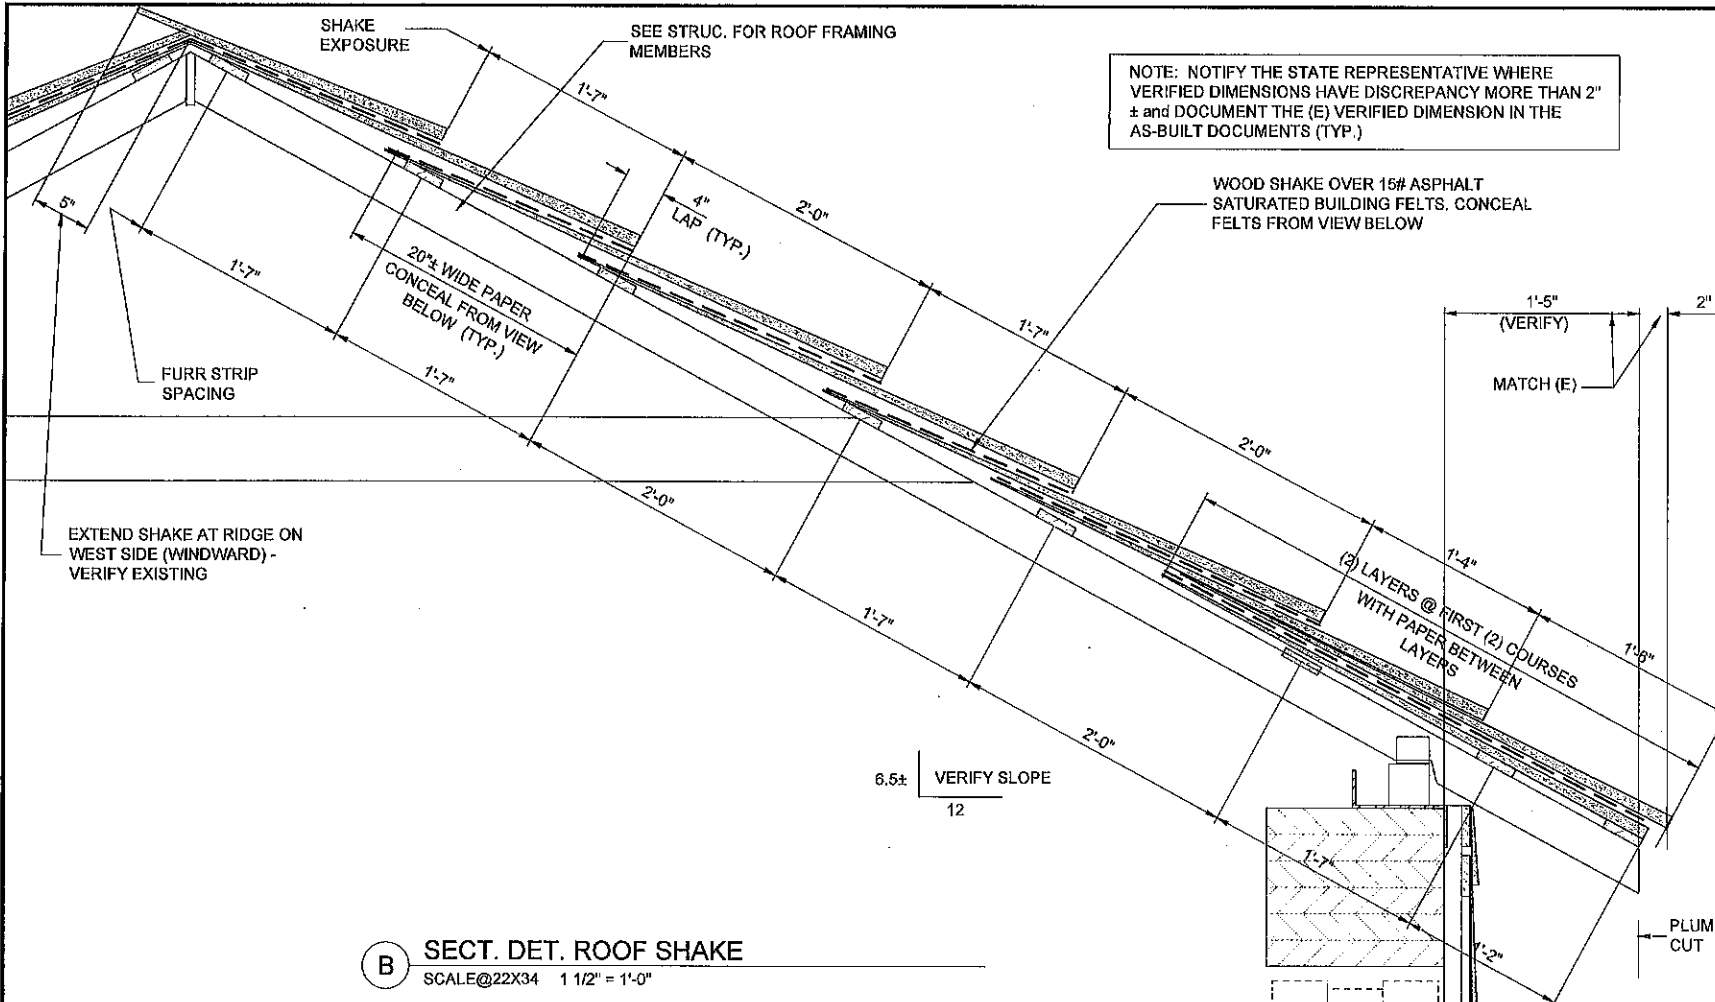 SHAKE
EXPOSURE
SEE STRUC. FOR ROOF FRAMING
MEMBERS
NOTE: NOTIFY THE STATE REPRESENTATIVE WHERE
VERIFIED DIMENSIONS HAVE DISCREPANCY MORE THAN 2"
± and DOCUMENT THE (E) VERIFIED DIMENSION IN THE
AS-BUILT DOCUMENTS (TYP.)
1'-7"
WOOD SHAKE OVER 15# ASPHALT
SATURATED BUILDING FELTS. CONCEAL
FELTS FROM VIEW BELOW
5"
4"
LAP (TYP.)
2'-0"
1'-7"
20"± WIDE PAPER
CONCEAL FROM VIEW
BELOW (TYP.)
1'-5"
(VERIFY)
2"
1'-7"
MATCH (E)
FURR STRIP
SPACING
1'-7"
2'-0"
2'-0"
EXTEND SHAKE AT RIDGE ON
WEST SIDE (WINDWARD) -
VERIFY EXISTING
1'-4"
(2) LAYERS @ FIRST (2) COURSES
WITH PAPER BETWEEN
LAYERS
1'-7"
1'-6"
2'-0"
6.5±
VERIFY SLOPE
12
1'-7"
1'-2"
PLUM
CUT
B
SECT. DET. ROOF SHAKE
SCALE@22X34 1 1/2" = 1'-0"